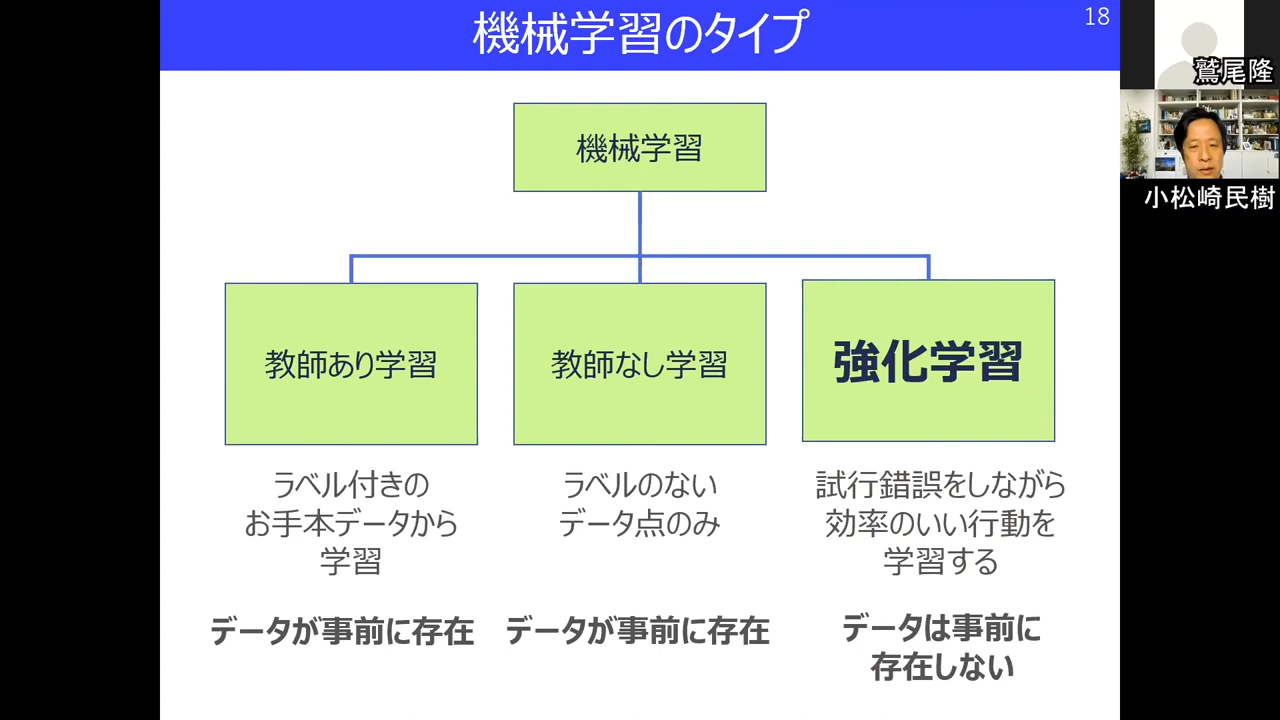 機械学習のタイプ
18
機械学習
教師あり学習
教師なし学習
強化学習
ラベル付きの
お手本データから
学習
ラベルのない
データ点のみ
試行錯誤をしながら
効率のいい行動を
学習する
データが事前に存在
データが事前に存在
データは事前に
存在しない
鷲尾隆
小松崎民樹